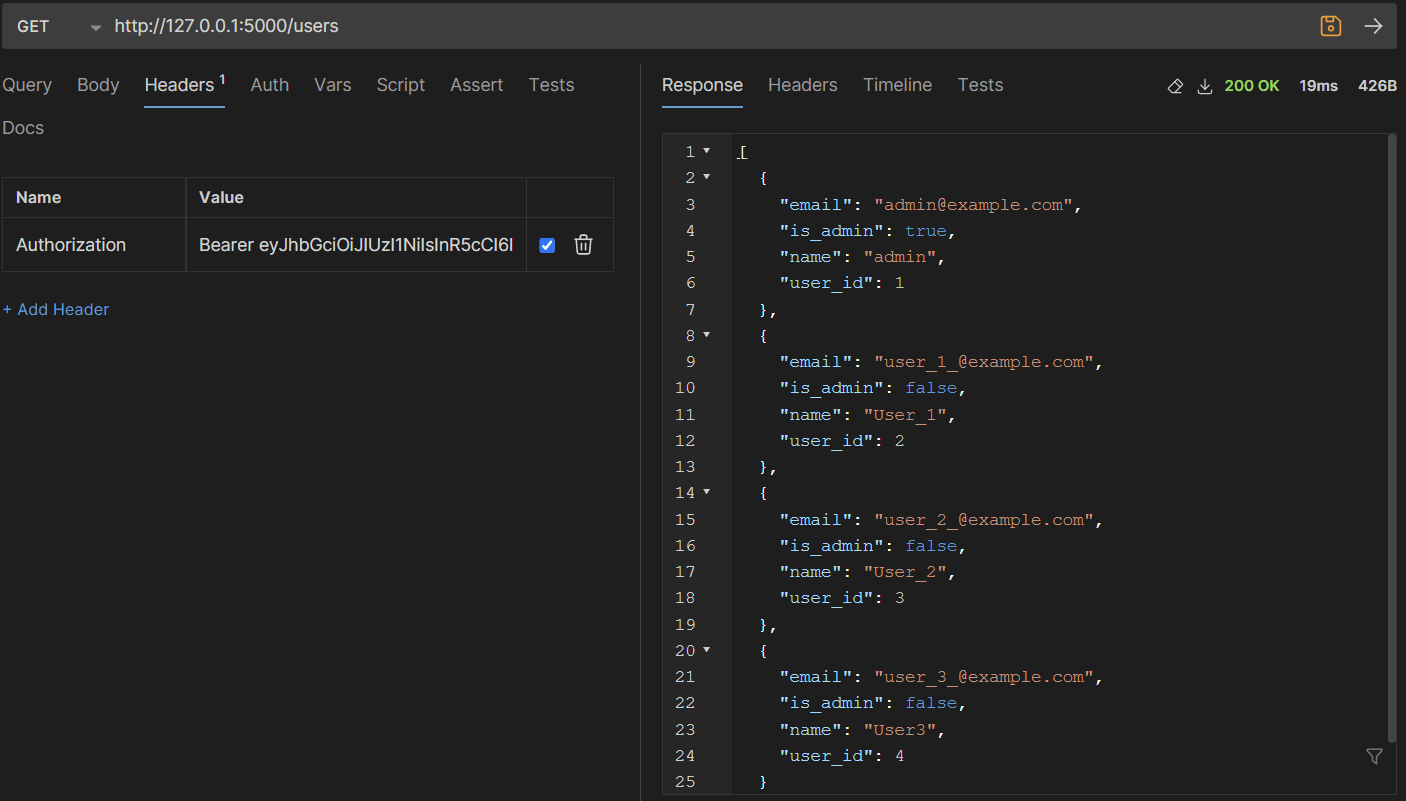 GET http://127.0.0.1:5000/users
Query Body Headers 1 Auth Vars Script Assert Tests
Docs
Name Value
Authorization Bearer eyJhbGciOiJIUzI1NiIsInR5cCI6I
+ Add Header
Response Headers Timeline Tests 200 OK 19ms 426B
1 [
2 {
3 "email": "admin@example.com",
4 "is_admin": true,
5 "name": "admin",
6 "user_id": 1
7 },
8 {
9 "email": "user_1_@example.com",
10 "is_admin": false,
11 "name": "User_1",
12 "user_id": 2
13 },
14 {
15 "email": "user_2_@example.com",
16 "is_admin": false,
17 "name": "User_2",
18 "user_id": 3
19 },
20 {
21 "email": "user_3_@example.com",
22 "is_admin": false,
23 "name": "User3",
24 "user_id": 4
25 }